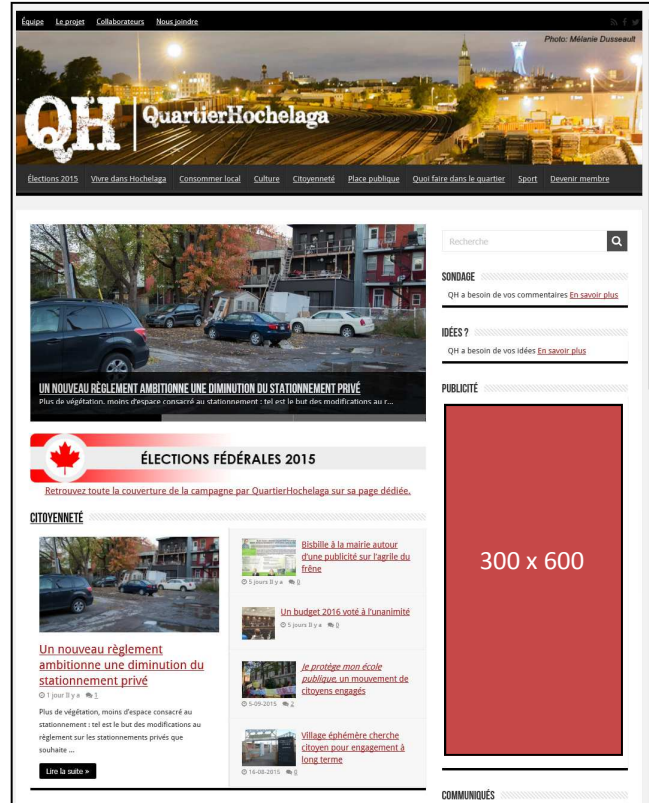 Équipe Le projet Collaborateurs Nous joindre
Photo: Mélanie Dusseault
QH QuartierHochelaga
Élections 2015 Vivre dans Hochelaga Consommer local Culture Citoyenneté Place publique Quoi faire dans le quartier Sport Devenir membre
UN NOUVEAU RÈGLEMENT AMBITIONNE UNE DIMINUTION DU STATIONNEMENT PRIVÉ
Plus de végétation, moins d'espace consacré au stationnement : tel est le but des modifications au r...
ÉLECTIONS FÉDÉRALES 2015
Retrouvez toute la couverture de la campagne par QuartierHochelaga sur sa page dédiée.
CITOYENNETÉ
Un nouveau règlement
ambitionne une diminution du
stationnement privé
1 jour Il y a 1
Plus de végétation, moins d'espace consacré au
stationnement : tel est le but des modifications au
règlement sur les stationnements privés que
souhaite ...
Lire la suite »
Bisbille à la mairie autour
d'une publicité sur l'agrile du
frêne
5 jours Il y a 0
Un budget 2016 voté à l'unanimité
5 jours Il y a 0
Je protège mon école
publique, un mouvement de
citoyens engagés
5-09-2015 2
Village éphémère cherche
citoyen pour engagement à
long terme
16-08-2015 0
Recherche
SONDAGE
QH a besoin de vos commentaires En savoir plus
IDÉES ?
QH a besoin de vos idées En savoir plus
PUBLICITÉ
300 x 600
COMMUNIQUÉS